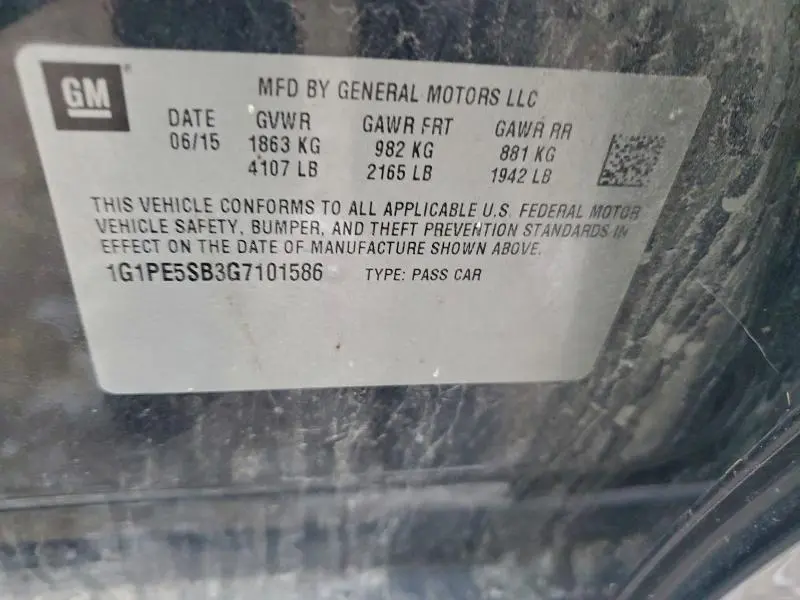 GM
MFD BY GENERAL MOTORS LLC
DATE GVWR GAWR FRT GAWR RR
06/15 1863 KG 982 KG 881 KG
4107 LB 2165 LB 1942 LB
THIS VEHICLE CONFORMS TO ALL APPLICABLE U.S. FEDERAL MOTOR
VEHICLE SAFETY, BUMPER, AND THEFT PREVENTION STANDARDS IN
EFFECT ON THE DATE OF MANUFACTURE SHOWN ABOVE.
1G1PE5SB3G7101586 TYPE: PASS CAR